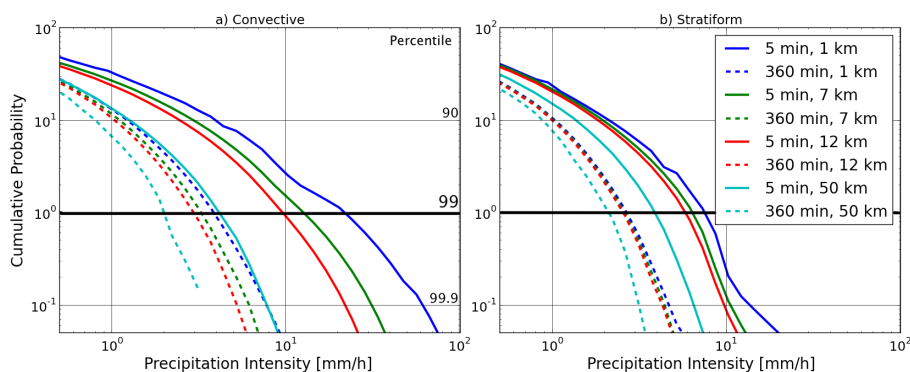 a) Convective
b) Stratiform
Cumulative Probability
10²
10¹
10⁰
10⁻¹
Percentile
90
99
99.9
10⁰
10¹
10²
Precipitation Intensity [mm/h]
10²
10¹
10⁰
10⁻¹
5 min, 1 km
360 min, 1 km
5 min, 7 km
360 min, 7 km
5 min, 12 km
360 min, 12 km
5 min, 50 km
360 min, 50 km
10⁰
10¹
10²
Precipitation Intensity [mm/h]